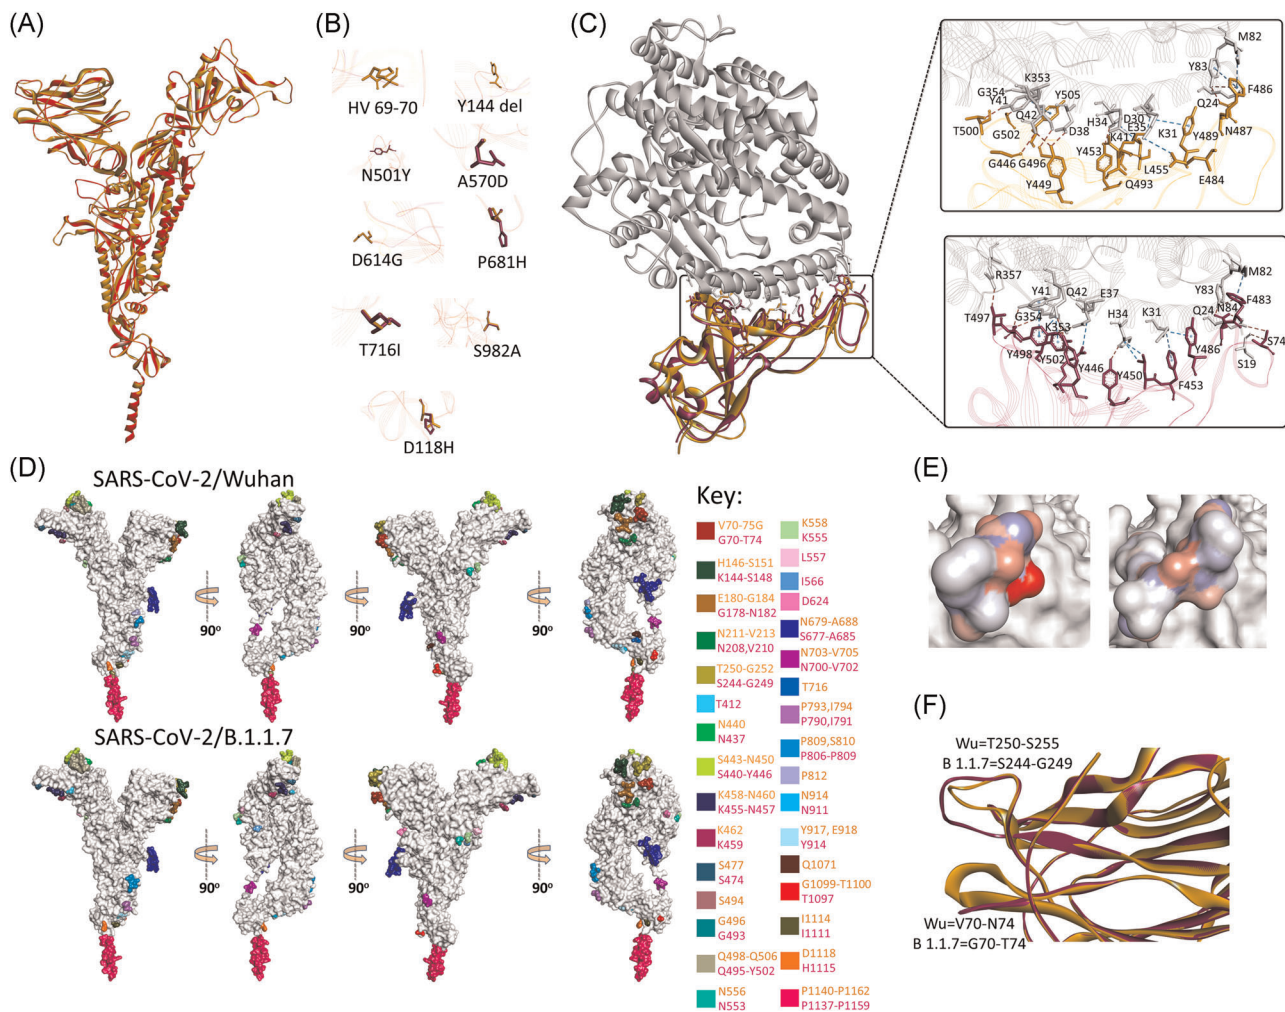 (A)
(B)
HV 69-70
Y144 del
N501Y
A570D
D614G
P681H
T716I
S982A
D118H
(C)
M82
Y83
K353
G354
Y505
F486
Y41
Q24
Q42
H34
D30
E35
T500
G502
D38
K417
K31
Y489
N487
Y453
G446
G496
L455
Y449
Q493
E484
R357
M82
Y41
Q42
Y83
E37
F483
T497
G354
H34
K31
Q24
N84
K353
S74
Y498
Y502
Y486
Y446
Y450
S19
F453
(D)
SARS-CoV-2/Wuhan
90º
90º
90º
SARS-CoV-2/B.1.1.7
90º
90º
90º
Key:
V70-75G
G70-T74
H146-S151
K144-S148
E180-G184
G178-N182
N211-V213
N208,V210
T250-G252
S244-G249
T412
N440
N437
S443-N450
S440-Y446
K458-N460
K455-N457
K462
K459
S477
S474
S494
G496
G493
Q498-Q506
Q495-Y502
N556
N553
K558
K555
L557
I566
D624
N679-A688
S677-A685
N703-V705
N700-V702
T716
P793,I794
P790,I791
P809,S810
P806-P809
P812
N914
N911
Y917, E918
Y914
Q1071
G1099-T1100
T1097
I1114
I1111
D1118
H1115
P1140-P1162
P1137-P1159
(E)
(F)
Wu=T250-S255
B 1.1.7=S244-G249
Wu=V70-N74
B 1.1.7=G70-T74